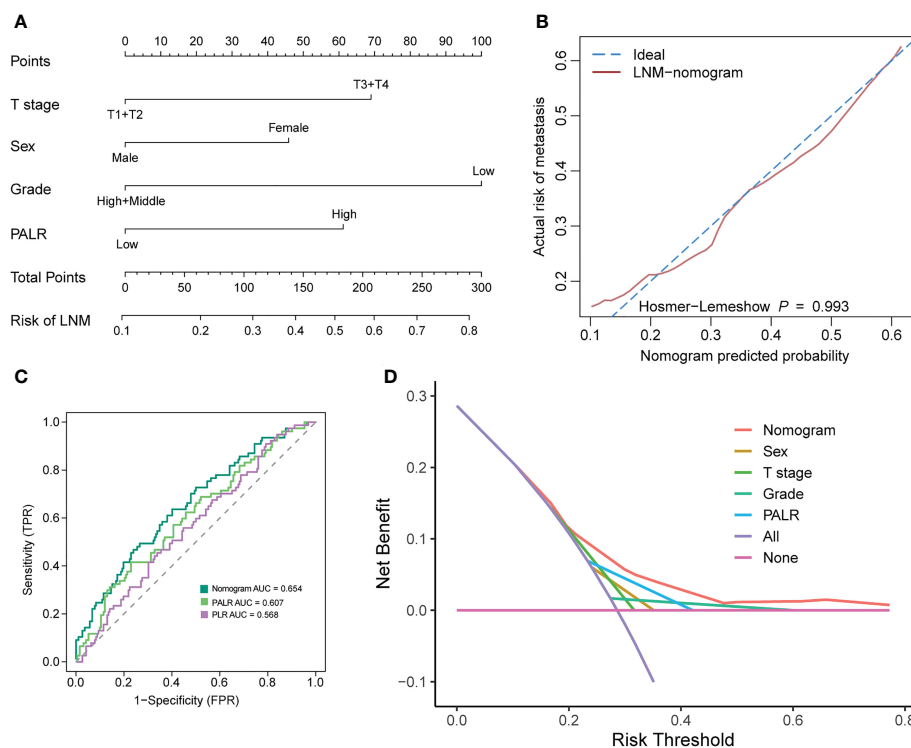 A
Points
0 10 20 30 40 50 60 70 80 90 100
T stage
T3+T4
T1+T2
Sex
Female
Male
Grade
Low
High+Middle
PALR
High
Low
Total Points
0 50 100 150 200 250 300
Risk of LNM
0.1 0.2 0.3 0.4 0.5 0.6 0.7 0.8
B
Ideal
LNM-nomogram
Actual risk of metastasis
0.6
0.5
0.4
0.3
0.2
Hosmer-Lemeshow P = 0.993
0.1 0.2 0.3 0.4 0.5 0.6
Nomogram predicted probability
C
Sensitivity (TPR)
1.0
0.8
0.6
0.4
0.2
0.0
Nomogram AUC = 0.654
PALR AUC = 0.607
PLR AUC = 0.568
0.0 0.2 0.4 0.6 0.8 1.0
1−Specificity (FPR)
D
Net Benefit
0.3
0.2
0.1
0.0
−0.1
Nomogram
Sex
T stage
Grade
PALR
All
None
0.0 0.2 0.4 0.6 0.8
Risk Threshold